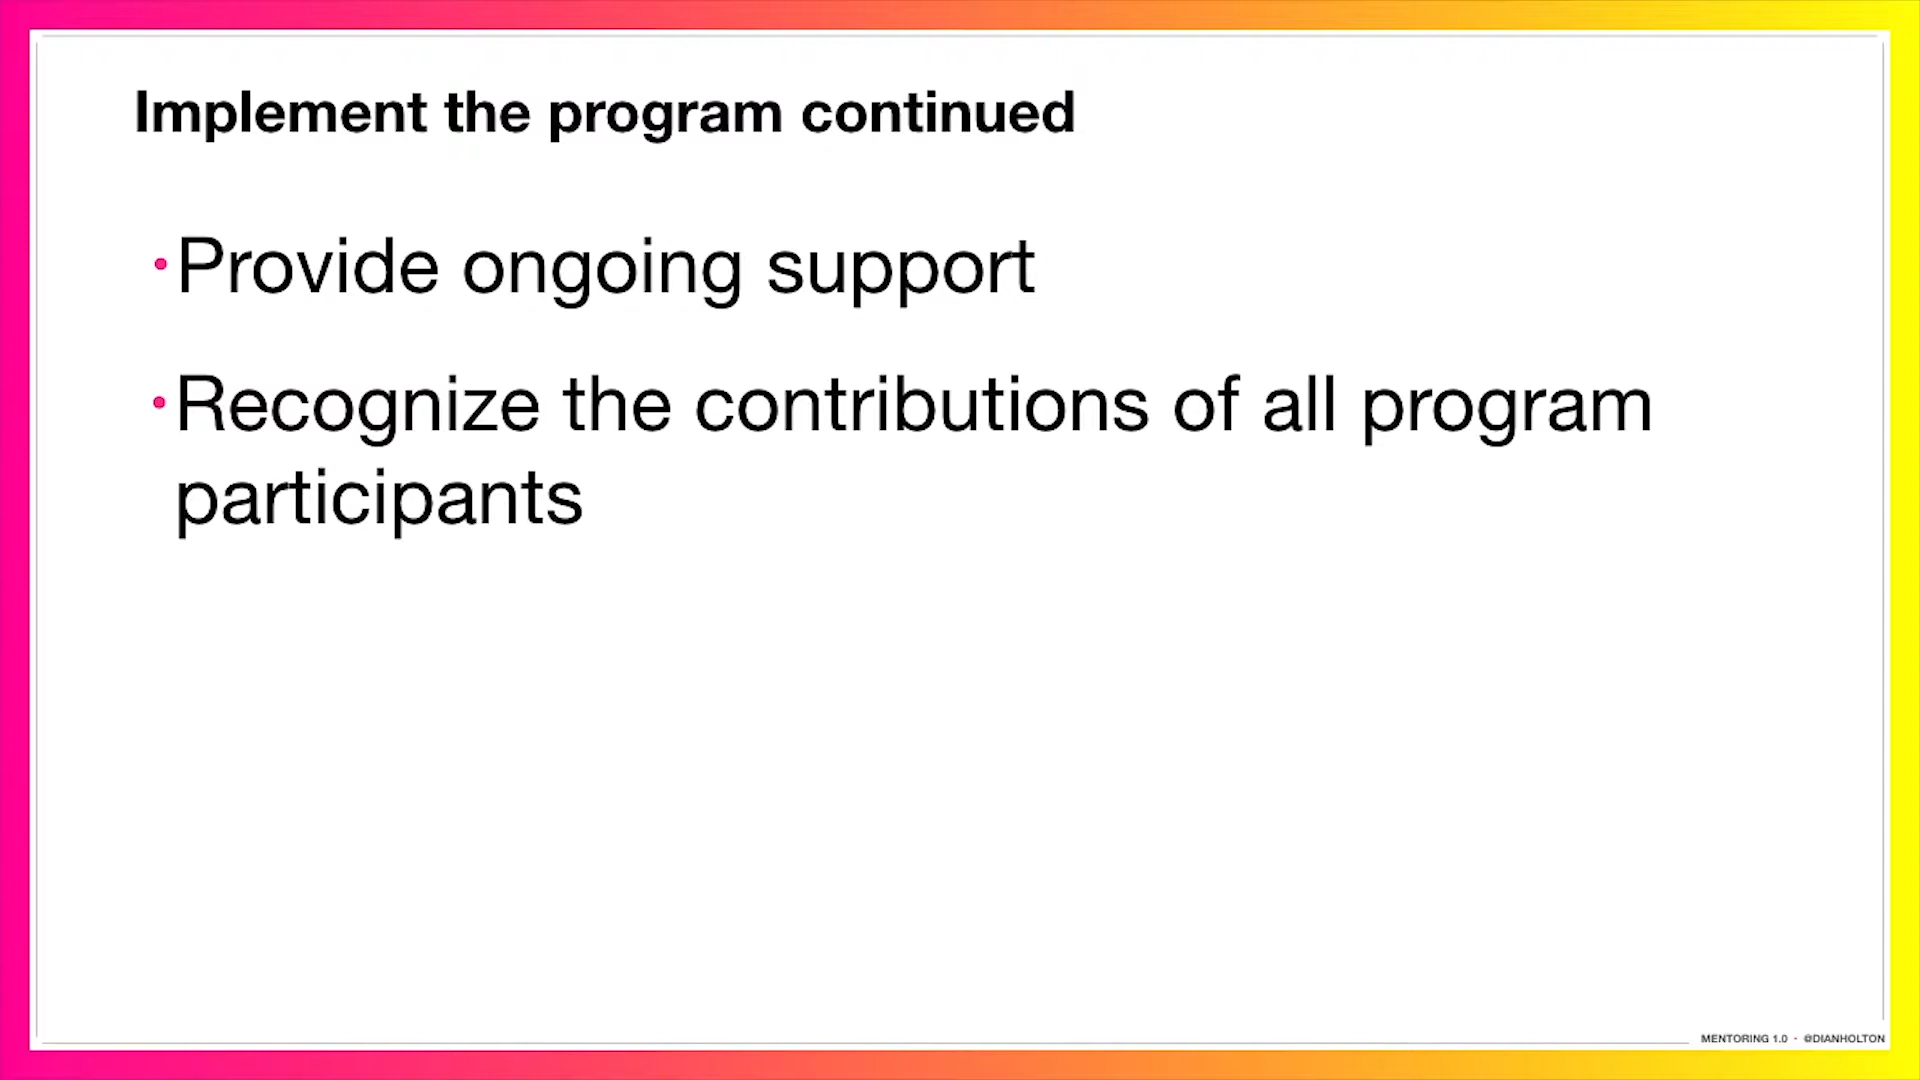 Implement the program continued
• Provide ongoing support
• Recognize the contributions of all program
participants
MENTORING 1.0 • @DIANHOLTON